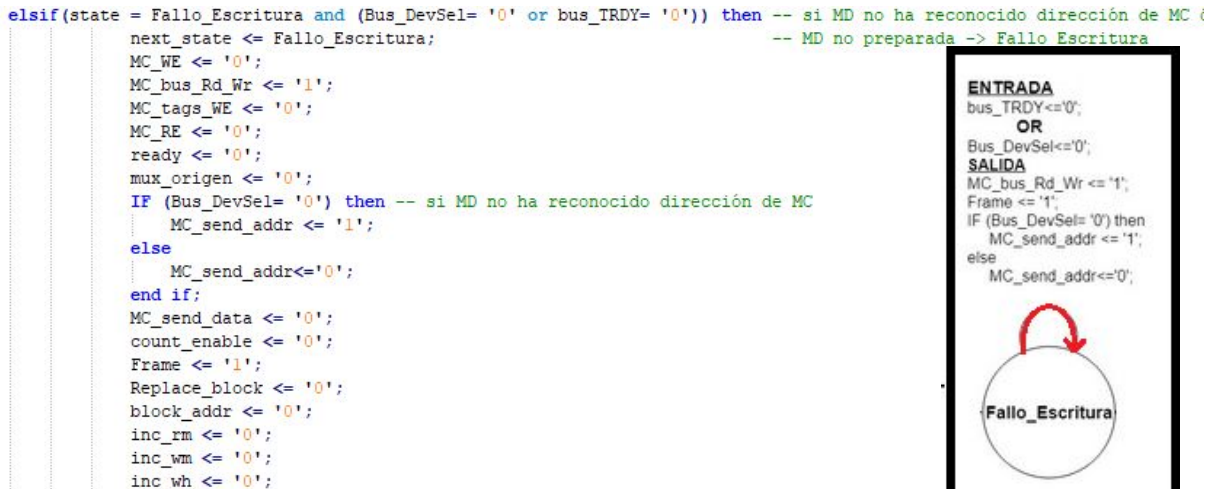 elsif(state = Fallo_Escritura and (Bus_DevSel= '0' or bus_TRDY= '0')) then -- si MD no ha reconocido dirección de MC
next_state <= Fallo_Escritura; -- MD no preparada -> Fallo Escritura
MC_WE <= '0';
MC_bus_Rd_Wr <= '1';
MC_tags_WE <= '0';
MC_RE <= '0';
ready <= '0';
mux_origen <= '0';
IF (Bus_DevSel= '0') then -- si MD no ha reconocido dirección de MC
MC_send_addr <= '1';
else
MC_send_addr<='0';
end if;
MC_send_data <= '0';
count_enable <= '0';
Frame <= '1';
Replace_block <= '0';
block_addr <= '0';
inc_rm <= '0';
inc_wm <= '0';
inc_wh <= '0';
ENTRADA
bus_TRDY<='0';
OR
Bus_DevSel<='0';
SALIDA
MC_bus_Rd_Wr <= '1';
Frame <= '1';
IF (Bus_DevSel= '0') then
MC_send_addr <= '1';
else
MC_send_addr<='0';
Fallo_Escritura